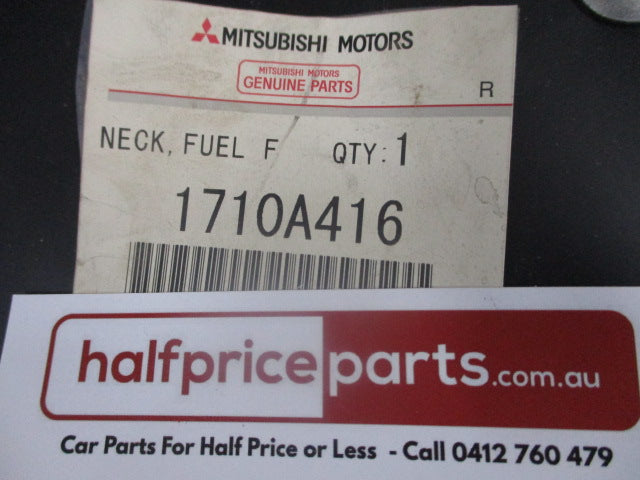 MITSUBISHI MOTORS
MITSUBISHI MOTORS
GENUINE PARTS
R
NECK, FUEL F QTY: 1
1710A416
halfpriceparts.com.au
Car Parts For Half Price or Less - Call 0412 760 479